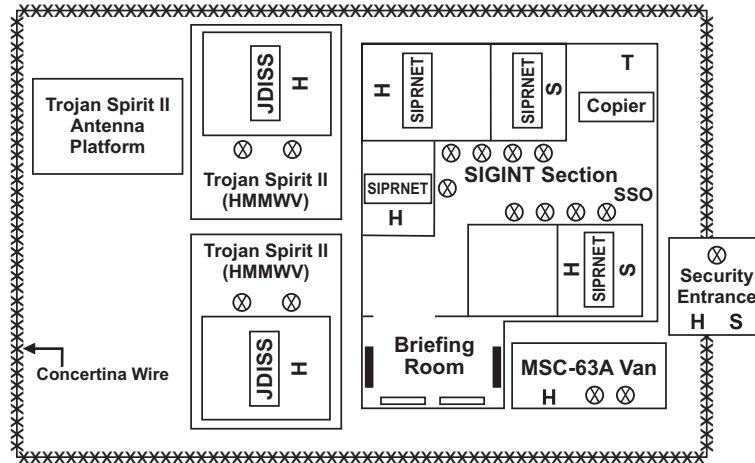 Trojan Spirit II
Antenna
Platform
JDISS
H
Trojan Spirit II
(HMMWV)
Trojan Spirit II
(HMMWV)
JDISS
H
Concertina Wire
H
SIPRNET
SIPRNET
S
T
Copier
SIGINT Section
SIPRNET
H
SSO
H
SIPRNET
S
Briefing
Room
MSC-63A Van
H
Security
Entrance
H S